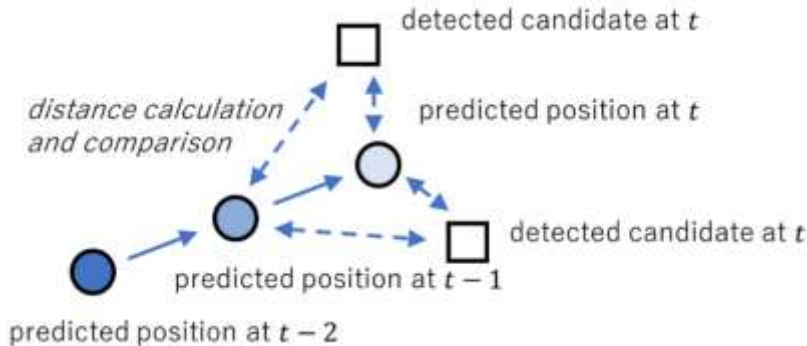 detected candidate at t
distance calculation
and comparison
predicted position at t
detected candidate at t
predicted position at t − 1
predicted position at t − 2